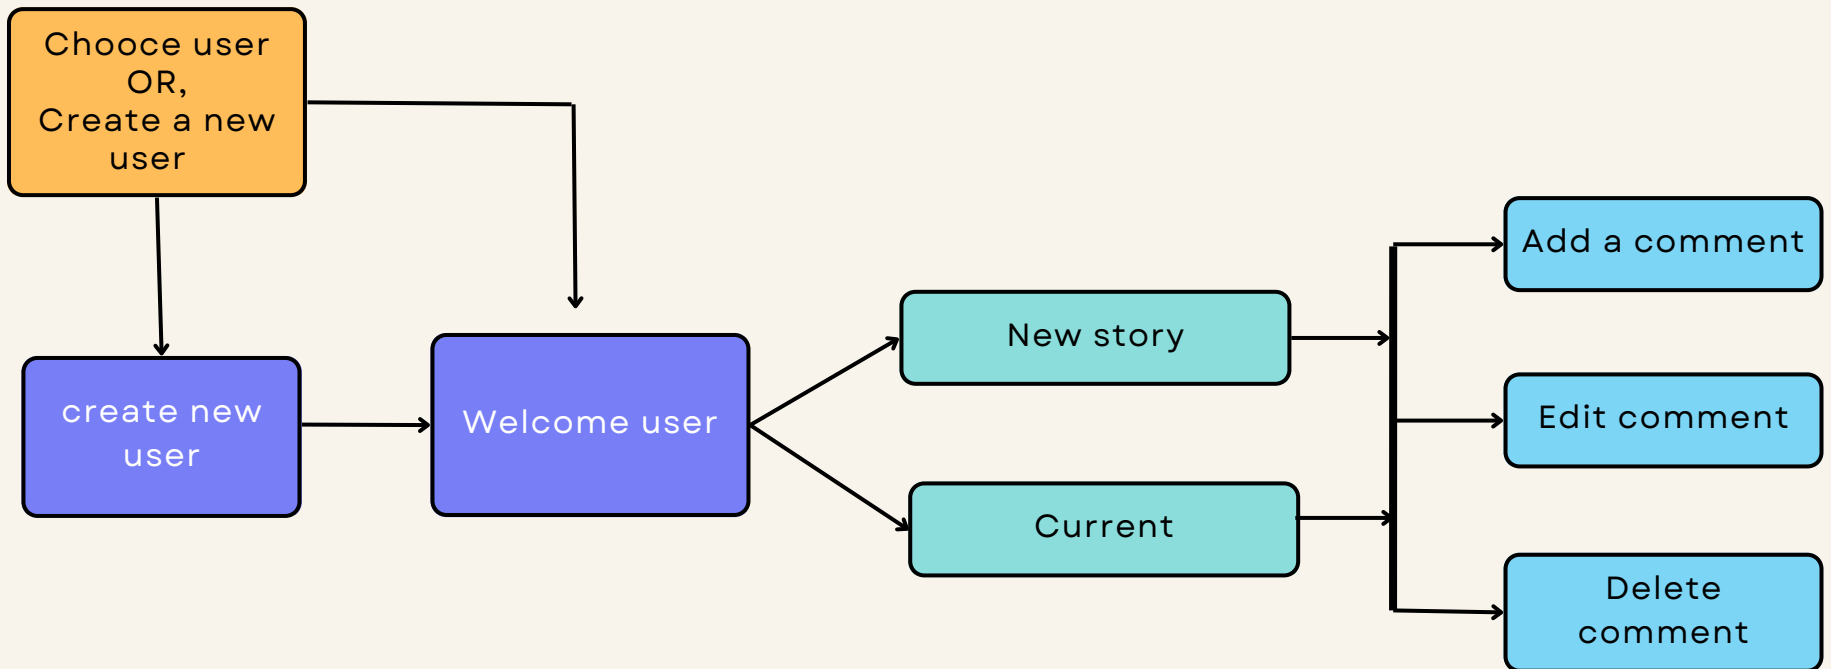 Chooce user
OR,
Create a new
user
create new
user
Welcome user
New story
Current
Add a comment
Edit comment
Delete
comment